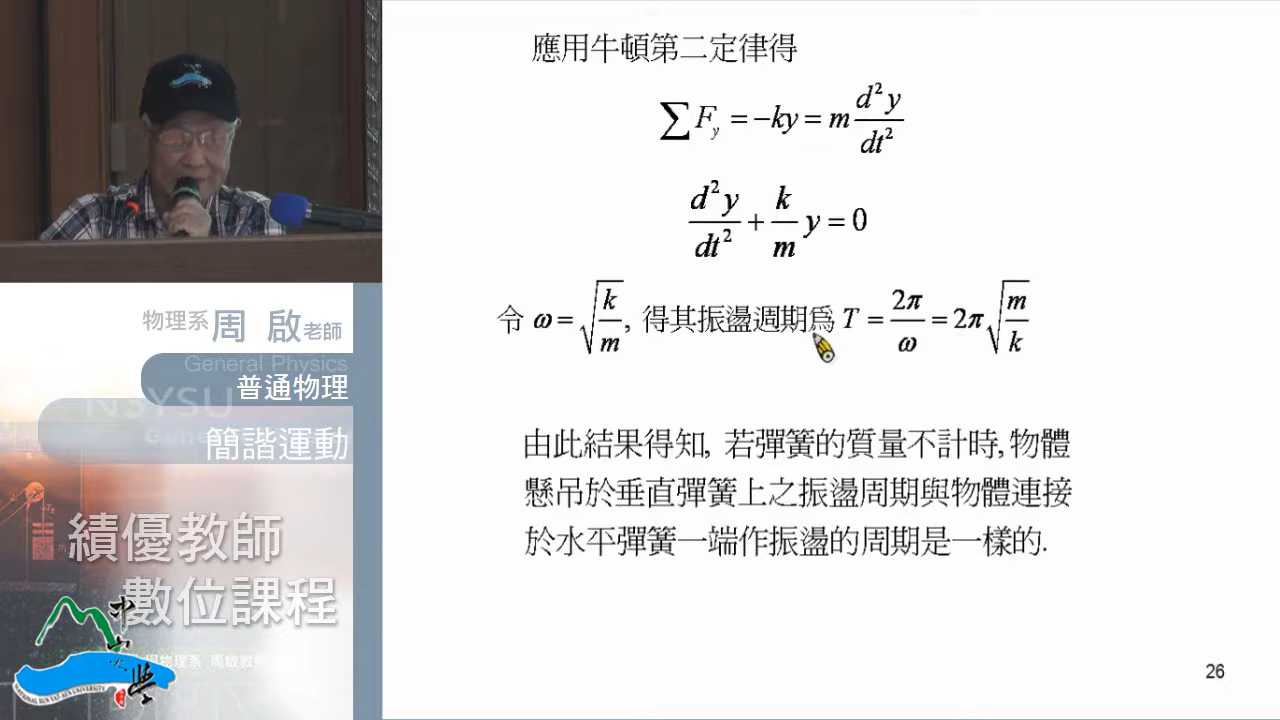 應用牛頓第二定律得
∑F_y = −ky = m d²y/dt²
d²y/dt² + k/m y = 0
令 ω = √(k/m), 得其振盪週期為 T = 2π/ω = 2π√(m/k)
由此結果得知, 若彈簧的質量不計時, 物體
懸吊於垂直彈簧上之振盪周期與物體連接
於水平彈簧一端作振盪的周期是一樣的.
26
物理系 周 啟 老師
General Physics
普通物理
NSYSU
簡諧運動
績優教師
數位課程
NATIONAL SUN YAT-SEN UNIVERSITY